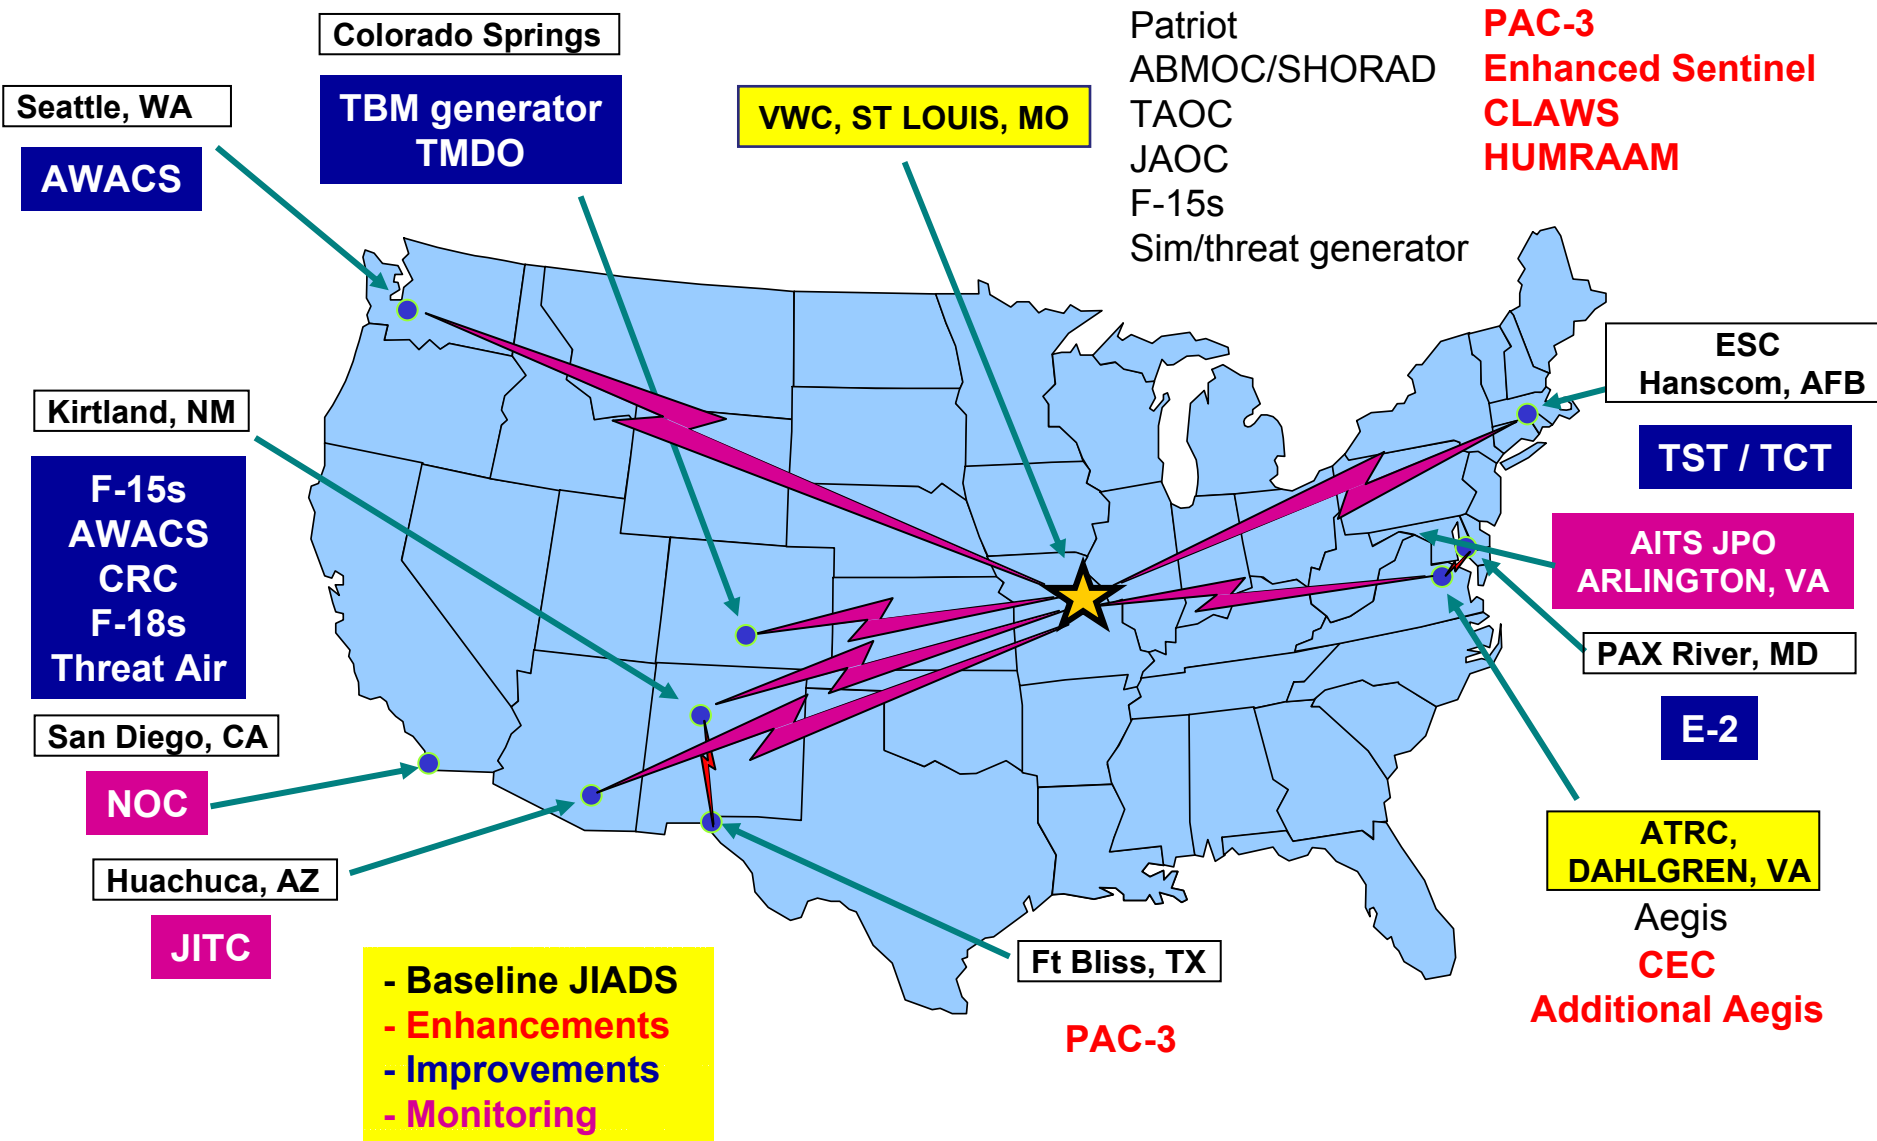 Colorado Springs
TBM generator
TMDO
Seattle, WA
AWACS
VWC, ST LOUIS, MO
Patriot
ABMOC/SHORAD
TAOC
JAOC
F-15s
Sim/threat generator
PAC-3
Enhanced Sentinel
CLAWS
HUMRAAM
Kirtland, NM
F-15s
AWACS
CRC
F-18s
Threat Air
San Diego, CA
NOC
Huachuca, AZ
JITC
ESC
Hanscom, AFB
TST / TCT
AITS JPO
ARLINGTON, VA
PAX River, MD
E-2
ATRC,
DAHLGREN, VA
Aegis
CEC
Additional Aegis
Ft Bliss, TX
PAC-3
- Baseline JIADS
- Enhancements
- Improvements
- Monitoring